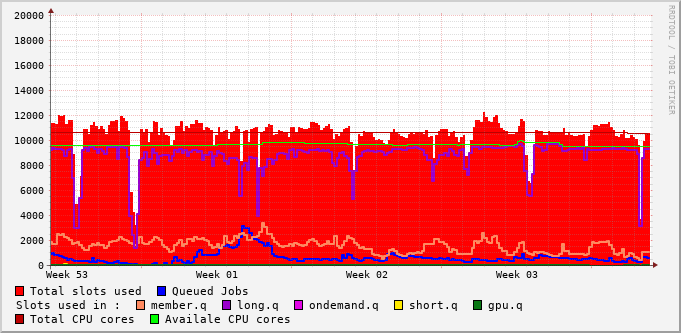 20000
18000
16000
14000
12000
10000
8000
6000
4000
2000
0
Week 53 Week 01 Week 02 Week 03
Total slots used Queued Jobs
Slots used in : member.q long.q ondemand.q short.q gpu.q
Total CPU cores Availale CPU cores
RRDTOOL / TOBI OETIKER